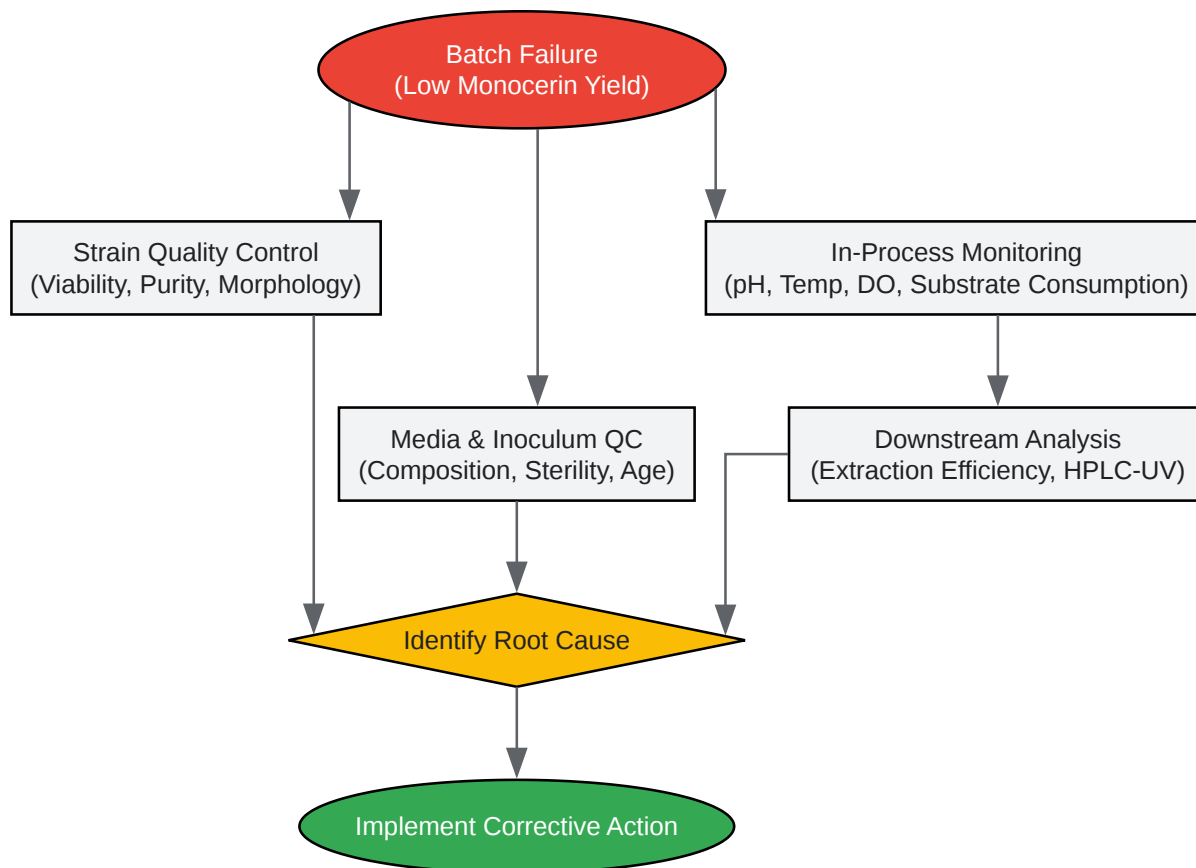 Batch Failure
(Low Monocerin Yield)
Strain Quality Control
(Viability, Purity, Morphology)
In-Process Monitoring
(pH, Temp, DO, Substrate Consumption)
Media & Inoculum QC
(Composition, Sterility, Age)
Downstream Analysis
(Extraction Efficiency, HPLC-UV)
Identify Root Cause
Implement Corrective Action